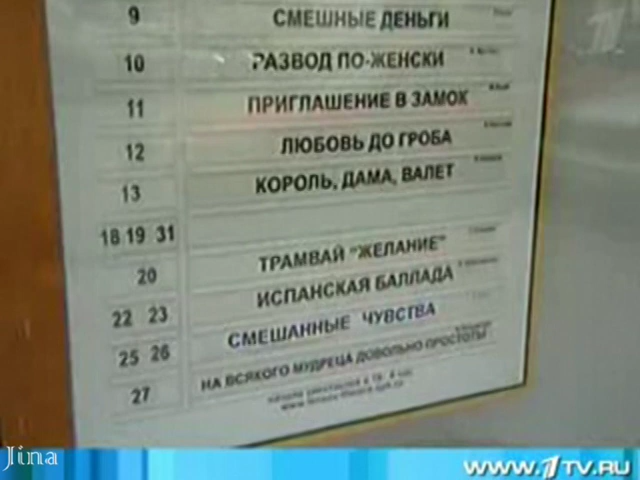 9 СМЕШНЫЕ ДЕНЬГИ
10 РАЗВОД ПО-ЖЕНСКИ
11 ПРИГЛАШЕНИЕ В ЗАМОК
12 ЛЮБОВЬ ДО ГРОБА
13 КОРОЛЬ, ДАМА, ВАЛЕТ
18 19 31
20 ТРАМВАЙ "ЖЕЛАНИЕ"
22 23 ИСПАНСКАЯ БАЛЛАДА
25 26 СМЕШАННЫЕ ЧУВСТВА
27 НА ВСЯКОГО МУДРЕЦА ДОВОЛЬНО ПРОСТОТЫ
Jina
www.1TV.RU